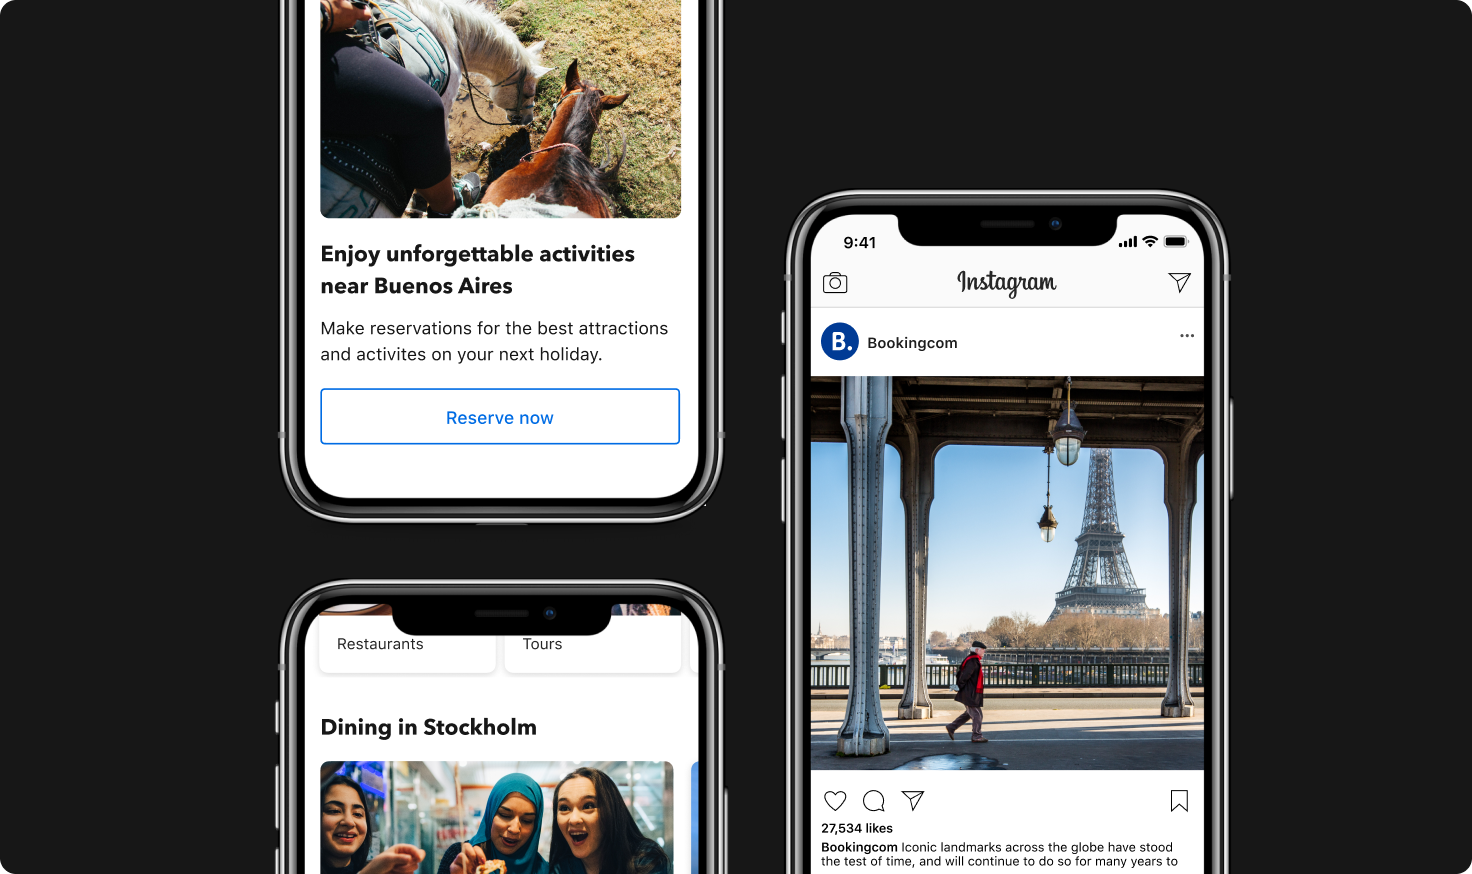 Enjoy unforgettable activities
near Buenos Aires
Make reservations for the best attractions
and activites on your next holiday.
Reserve now
Restaurants
Tours
Dining in Stockholm
9:41
Instagram
B.
Bookingcom
...
27,534 likes
Bookingcom Iconic landmarks across the globe have stood
the test of time, and will continue to do so for many years to